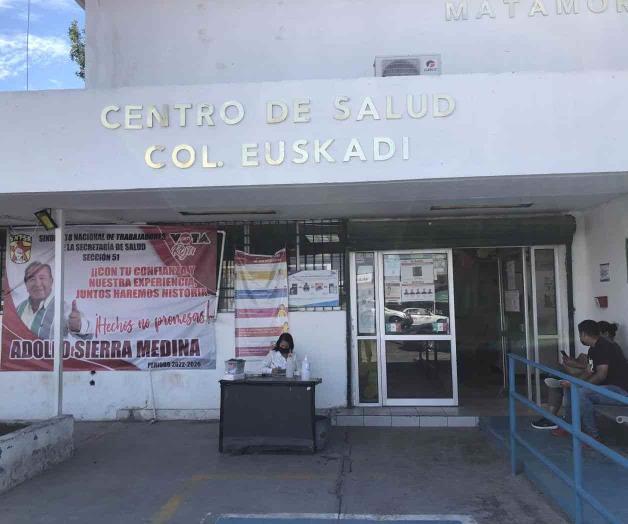 MATAMOR
CENTRO DE SALUD
COL. EUSKADI
SINDICATO NACIONAL DE TRABAJADORES
DE LA SECRETARÍA DE SALUD
SECCIÓN 51
VOTA
¡¡CON TU CONFIANZA Y
NUESTRA EXPERIENCIA
JUNTOS HAREMOS HISTORIA!!
¡Hechos no promesas!
ADOLFO SIERRA MEDINA
PERIODO 2022-2026